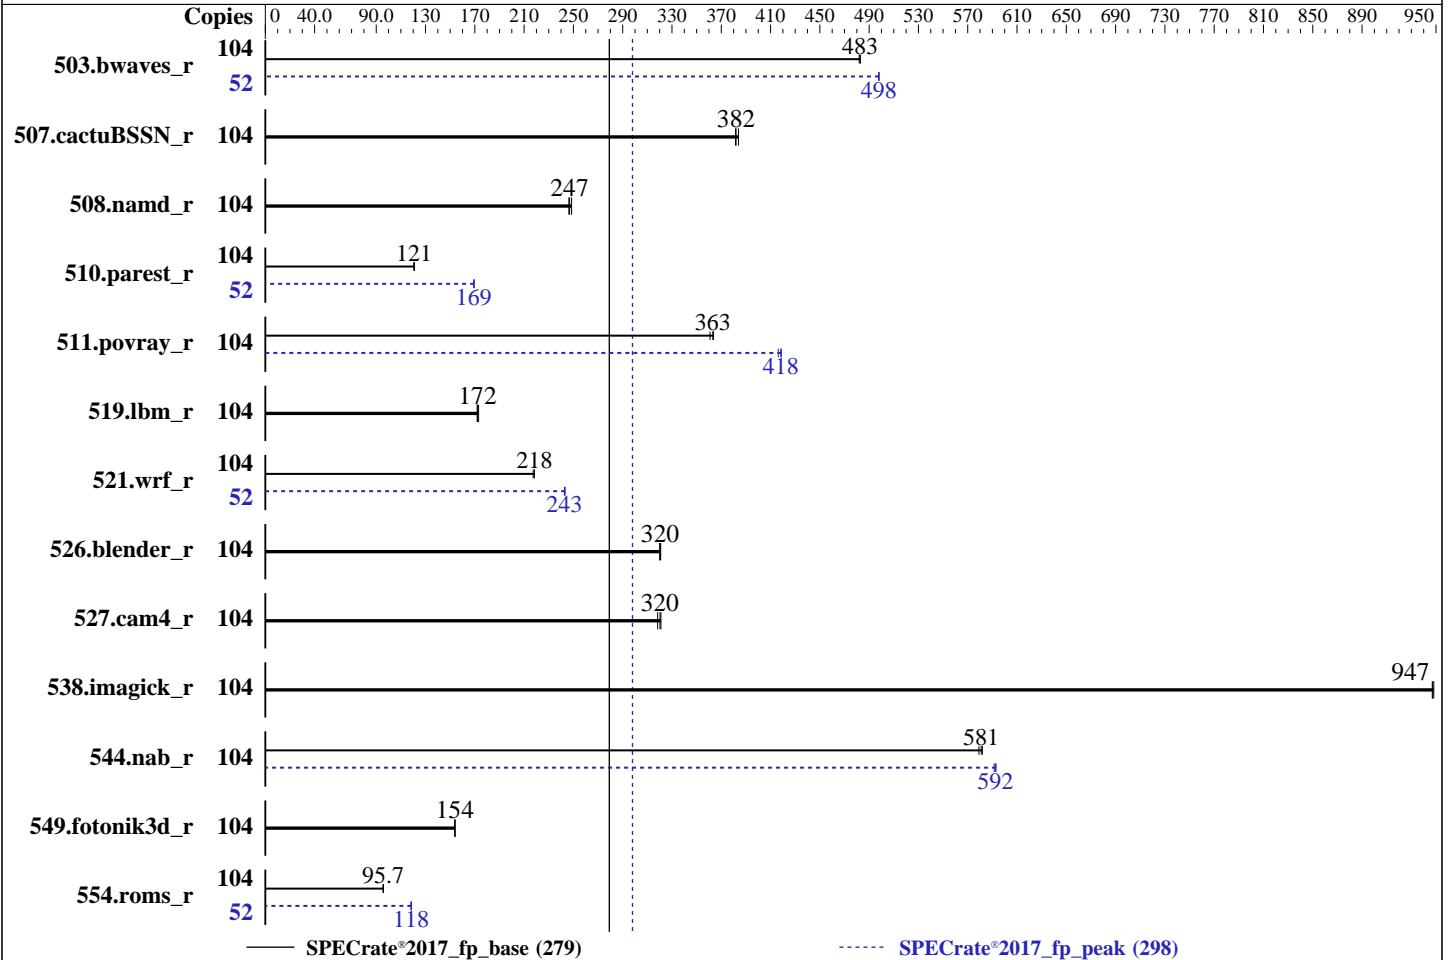 Copies 0 40.0 90.0 130 170 210 250 290 330 370 410 450 490 530 570 610 650 690 730 770 810 850 890 950
503.bwaves_r 104 483
52 498
507.cactuBSSN_r 104 382
508.namd_r 104 247
510.parest_r 104 121
52 169
511.povray_r 104 363
418
519.lbm_r 104 172
521.wrf_r 104 218
52 243
526.blender_r 104 320
527.cam4_r 104 320
538.imagick_r 104 947
544.nab_r 104 581
592
549.fotonik3d_r 104 154
554.roms_r 104 95.7
52 118
SPECrate®2017_fp_base (279) SPECrate®2017_fp_peak (298)